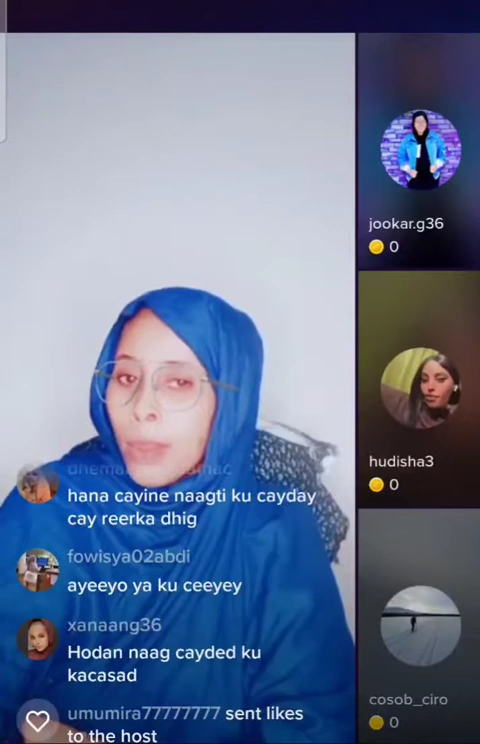 jookar.g36
0
hudisha3
0
hana cayine naagti ku cayday
cay reerka dhig
fowisya02abdi
ayeeyo ya ku ceeyey
xanaang36
Hodan naag cayded ku
kacasad
umumira77777777 sent likes
to the host
cosob_ciro
0